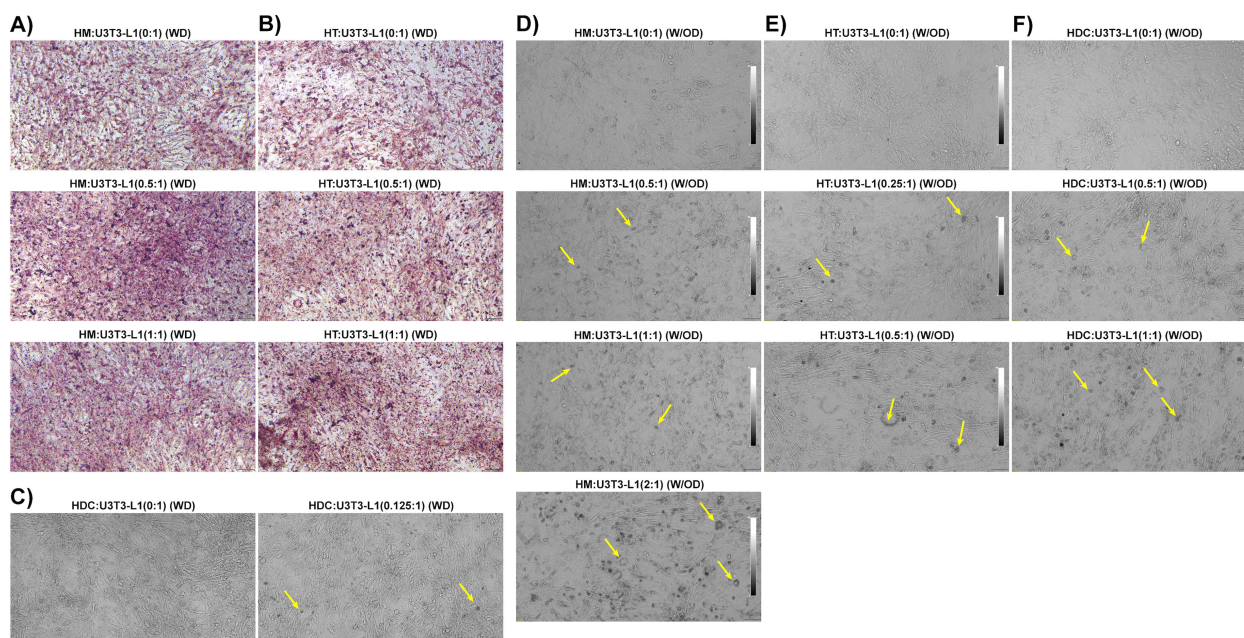 A)
HM:U3T3-L1(0:1) (WD)
HM:U3T3-L1(0.5:1) (WD)
HM:U3T3-L1(1:1) (WD)
B)
HT:U3T3-L1(0:1) (WD)
HT:U3T3-L1(0.5:1) (WD)
HT:U3T3-L1(1:1) (WD)
C)
HDC:U3T3-L1(0:1) (WD)
HDC:U3T3-L1(0.125:1) (WD)
D)
HM:U3T3-L1(0:1) (W/OD)
HM:U3T3-L1(0.5:1) (W/OD)
HM:U3T3-L1(1:1) (W/OD)
HM:U3T3-L1(2:1) (W/OD)
E)
HT:U3T3-L1(0:1) (W/OD)
HT:U3T3-L1(0.25:1) (W/OD)
HT:U3T3-L1(0.5:1) (W/OD)
F)
HDC:U3T3-L1(0:1) (W/OD)
HDC:U3T3-L1(0.5:1) (W/OD)
HDC:U3T3-L1(1:1) (W/OD)